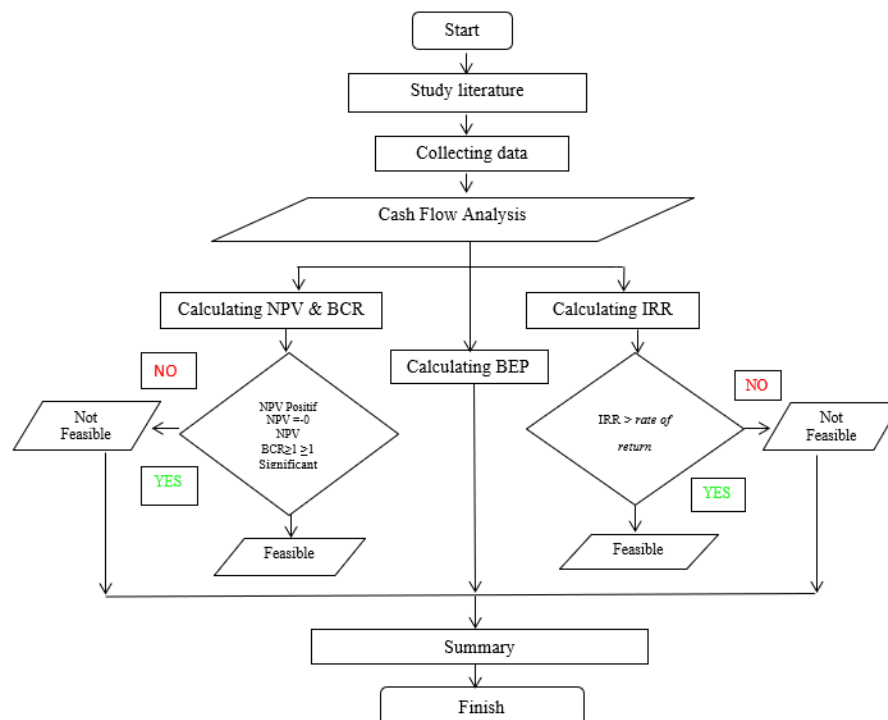 Start
Study literature
Collecting data
Cash Flow Analysis
Calculating NPV & BCR
Calculating IRR
Calculating BEP
NO
NO
Not
Feasible
NPV Positif
NPV =-0
NPV
BCR≥1 ≥1
Significant
IRR > rate of
return
Not
Feasible
YES
YES
Feasible
Feasible
Summary
Finish